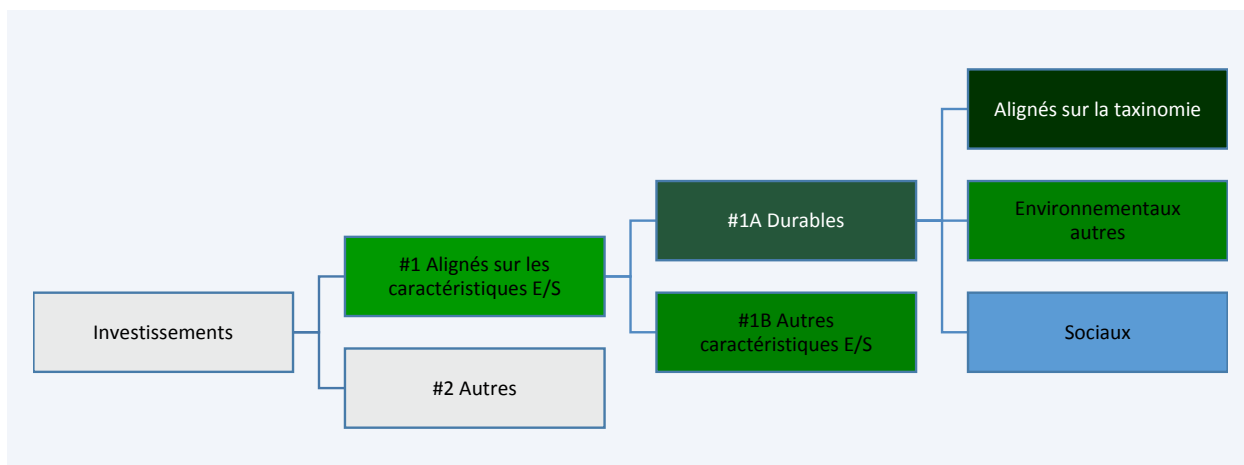 Investissements
#1 Alignés sur les
caractéristiques E/S
#2 Autres
#1A Durables
#1B Autres
caractéristiques E/S
Alignés sur la taxinomie
Environnementaux
autres
Sociaux